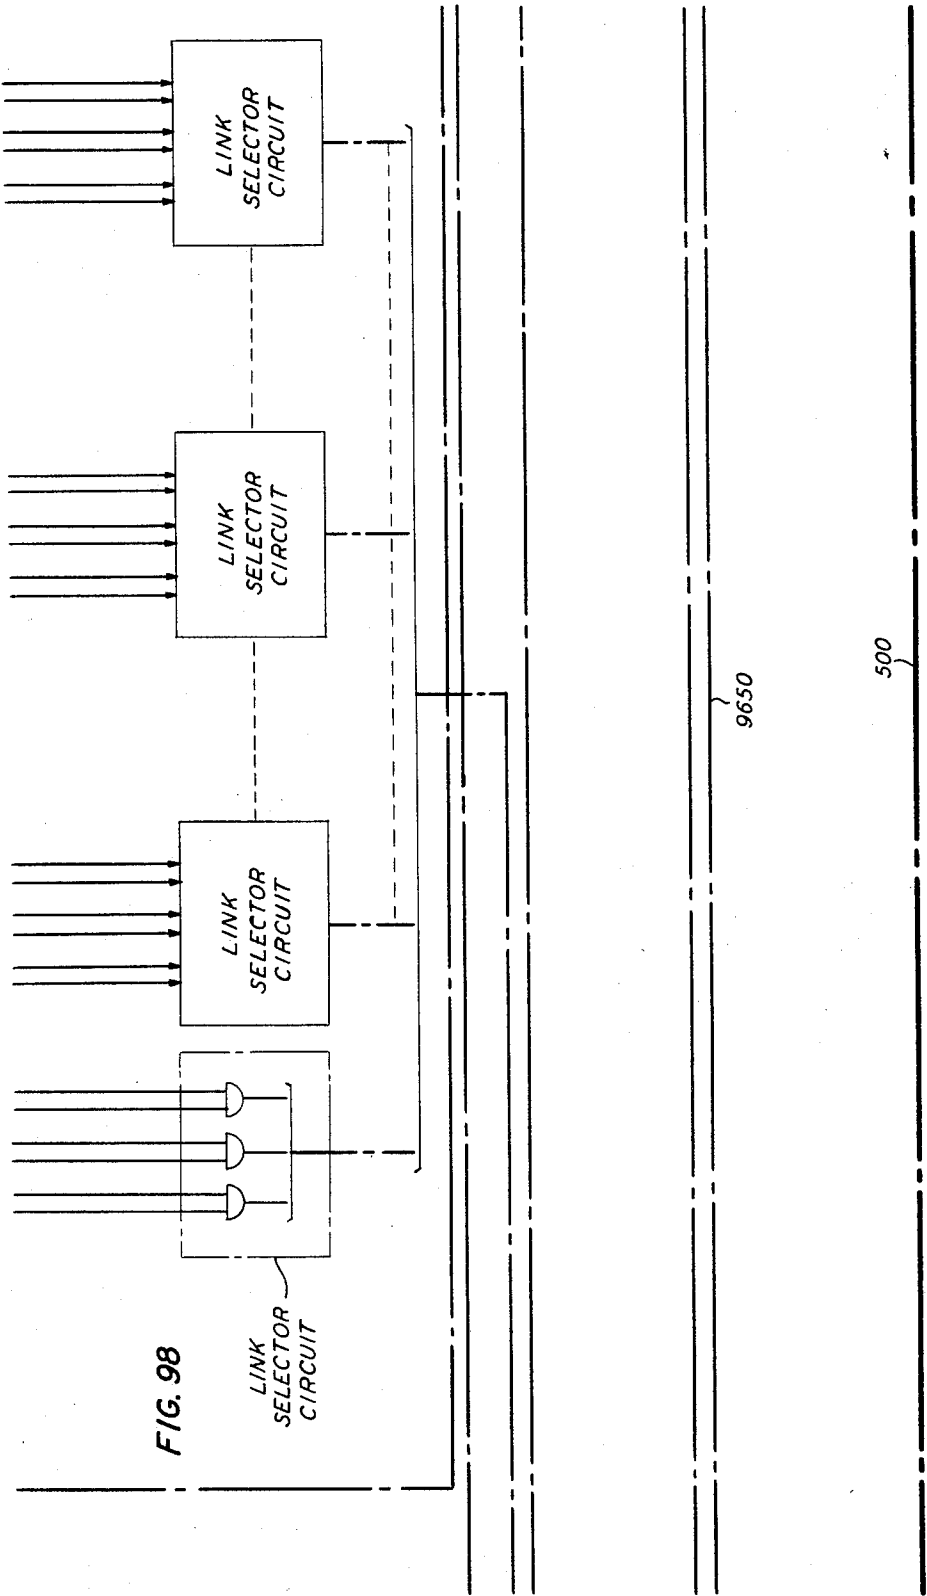 FIG. 98
LINK
SELECTOR
CIRCUIT
LINK
SELECTOR
CIRCUIT
LINK
SELECTOR
CIRCUIT
LINK
SELECTOR
CIRCUIT
9650
500